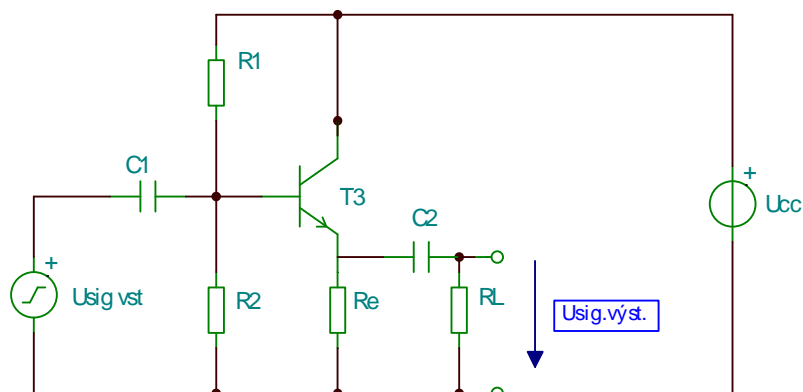 R1
C1
+
T3
Ucc
C2
+
Usig vst
R2
Re
RL
Usig.výst.